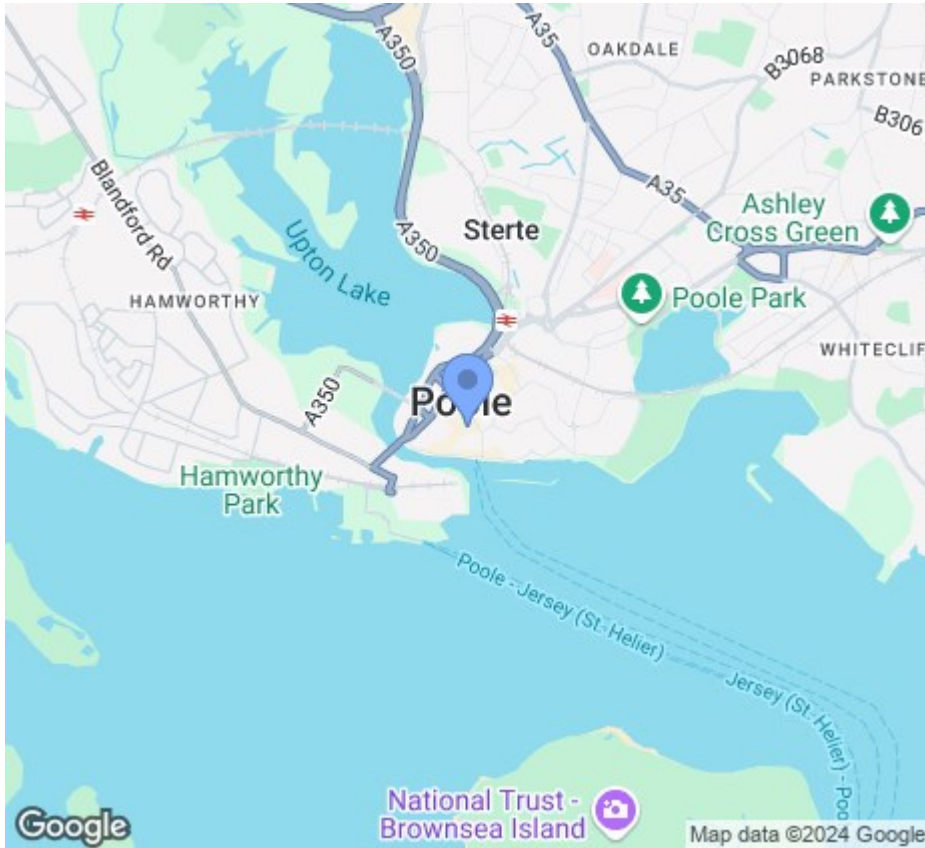 A350
A35
OAKDALE
B3068
PARKSTONE
B306
Blandford Rd
A35
Ashley
Cross Green
A350
Sterte
Upton Lake
Poole Park
HAMWORTHY
WHITECLIF
A350
Poole
Hamworthy
Park
Poole - Jersey (St. Helier)
Jersey (St. Helier) - Poo
National Trust -
Brownsea Island
Google
Map data ©2024 Google